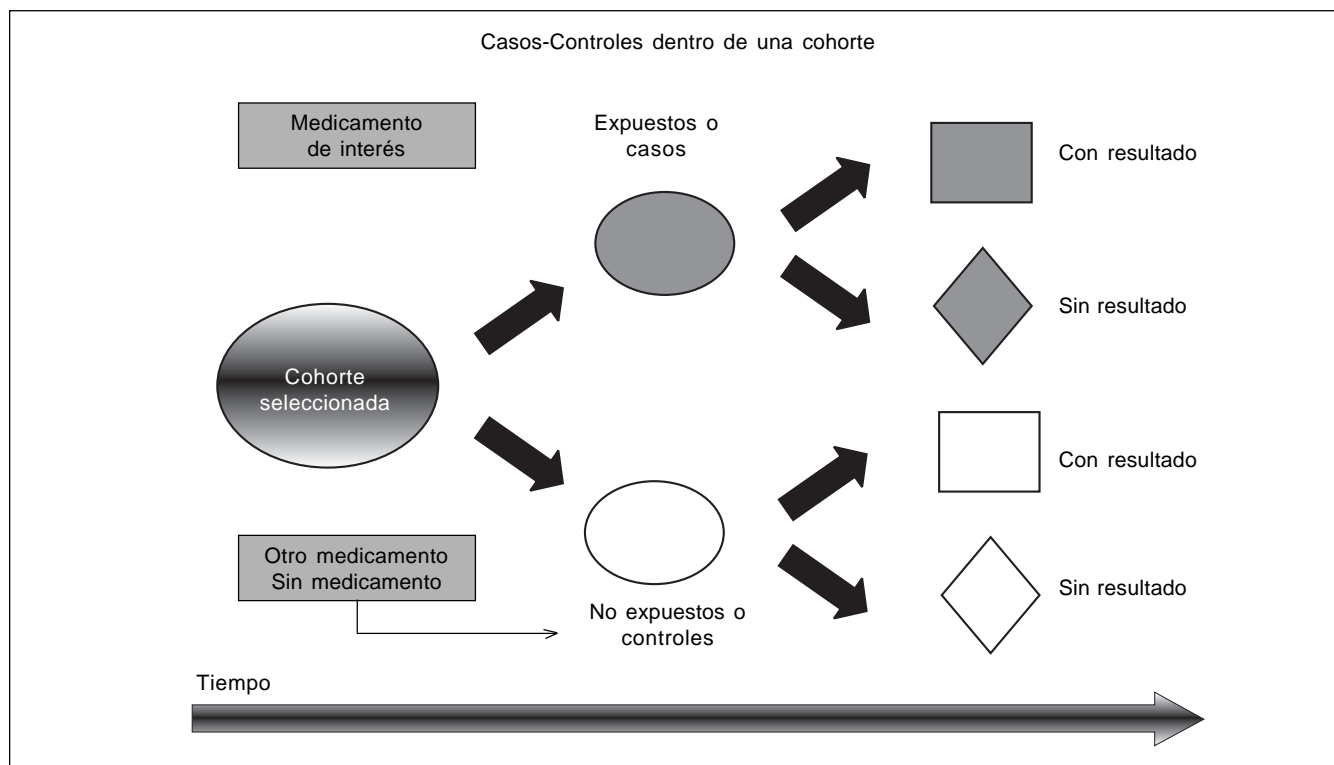 Casos-Controles dentro de una cohorte
Medicamento
de interés
Expuestos o
casos
Con resultado
Sin resultado
Cohorte
seleccionada
Con resultado
Otro medicamento
Sin medicamento
Sin resultado
No expuestos o
controles
Tiempo